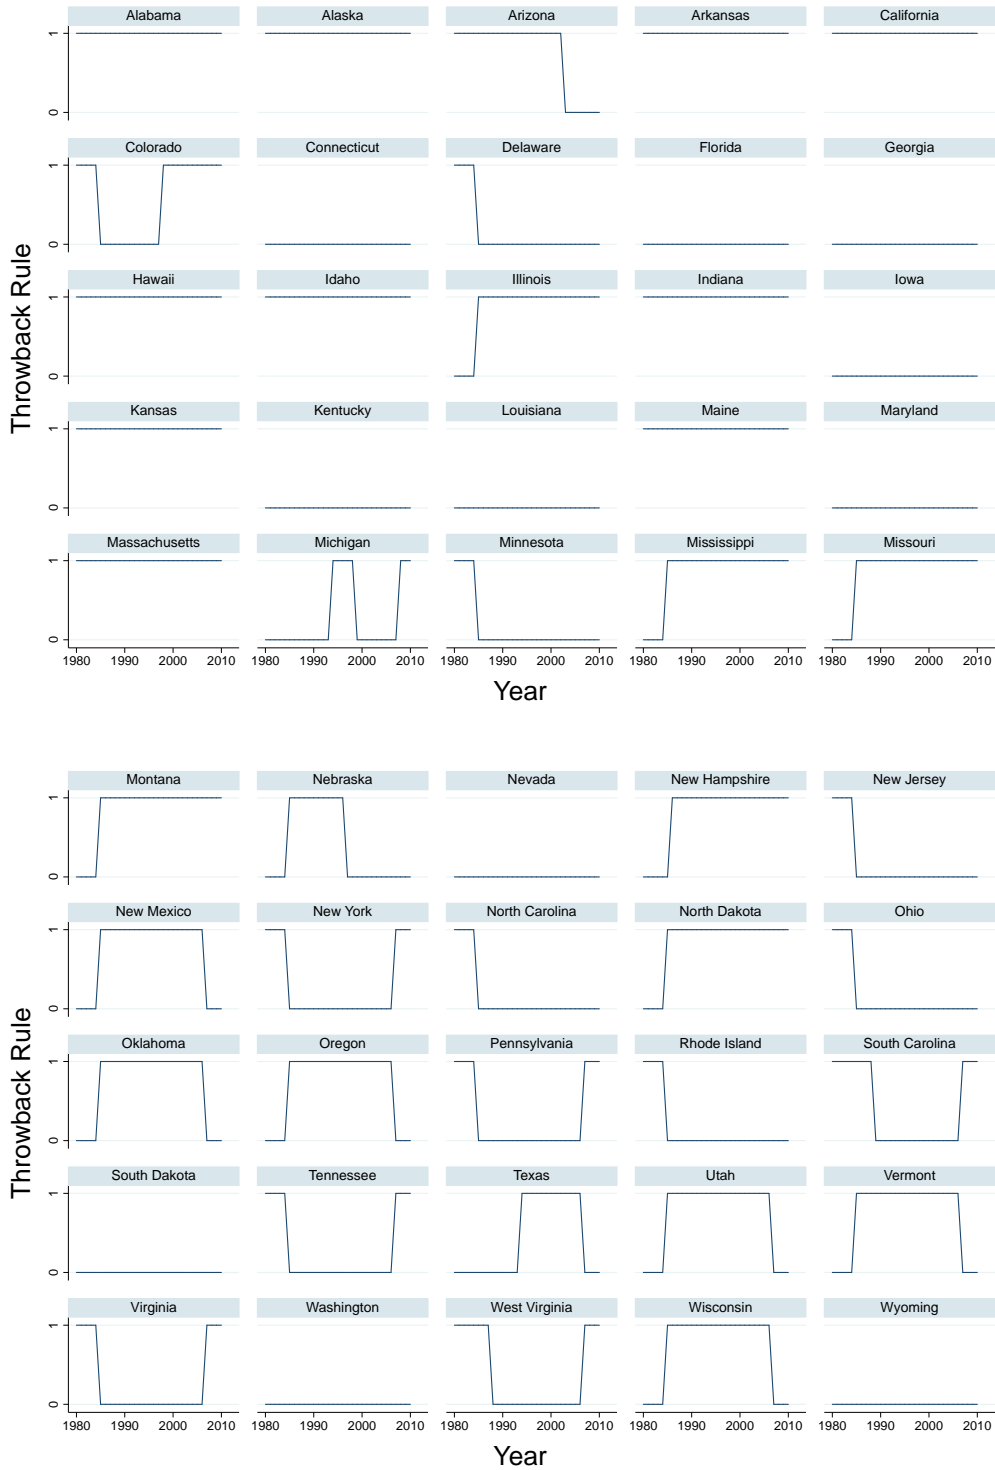 Alabama Alaska Arizona Arkansas California
1
0
Colorado Connecticut Delaware Florida Georgia
1
0
Hawaii Idaho Illinois Indiana Iowa
1
0
Kansas Kentucky Louisiana Maine Maryland
1
0
Massachusetts Michigan Minnesota Mississippi Missouri
1
0
1980 1990 2000 2010 1980 1990 2000 2010 1980 1990 2000 2010 1980 1990 2000 2010 1980 1990 2000 2010
Throwback Rule
Year
Montana Nebraska Nevada New Hampshire New Jersey
1
0
New Mexico New York North Carolina North Dakota Ohio
1
0
Oklahoma Oregon Pennsylvania Rhode Island South Carolina
1
0
South Dakota Tennessee Texas Utah Vermont
1
0
Virginia Washington West Virginia Wisconsin Wyoming
1
0
1980 1990 2000 2010 1980 1990 2000 2010 1980 1990 2000 2010 1980 1990 2000 2010 1980 1990 2000 2010
Throwback Rule
Year